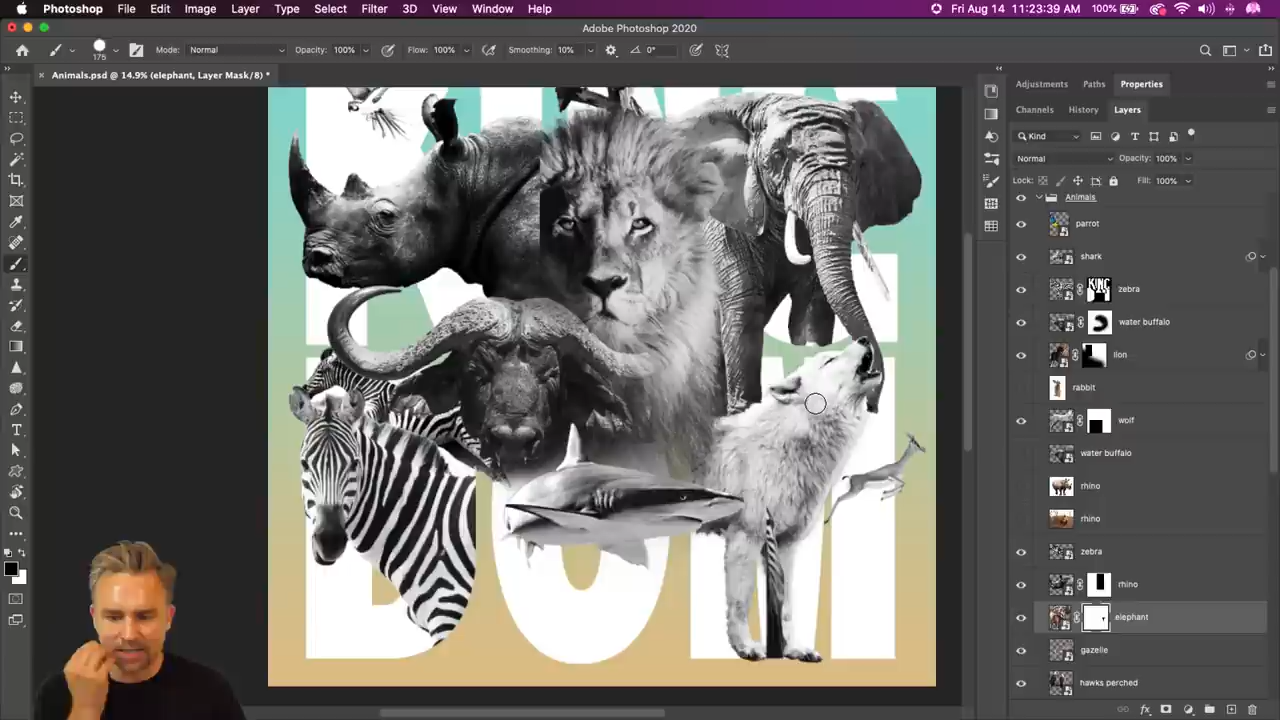 Photoshop File Edit Image Layer Type Select Filter 3D View Window Help 100% Fri Aug 14 11:23:39 AM
Adobe Photoshop 2020
175 Mode: Normal Opacity: 100% Flow: 100% Smoothing: 10% 0°
Animals.psd @ 14.9% (elephant, Layer Mask/8) *
Adjustments Paths Properties
Channels History Layers
Kind
Normal Opacity: 100%
Lock: Fill: 100%
Animals
parrot
shark
zebra
water buffalo
lion
rabbit
wolf
water buffalo
rhino
rhino
zebra
rhino
elephant
gazelle
hawks perched